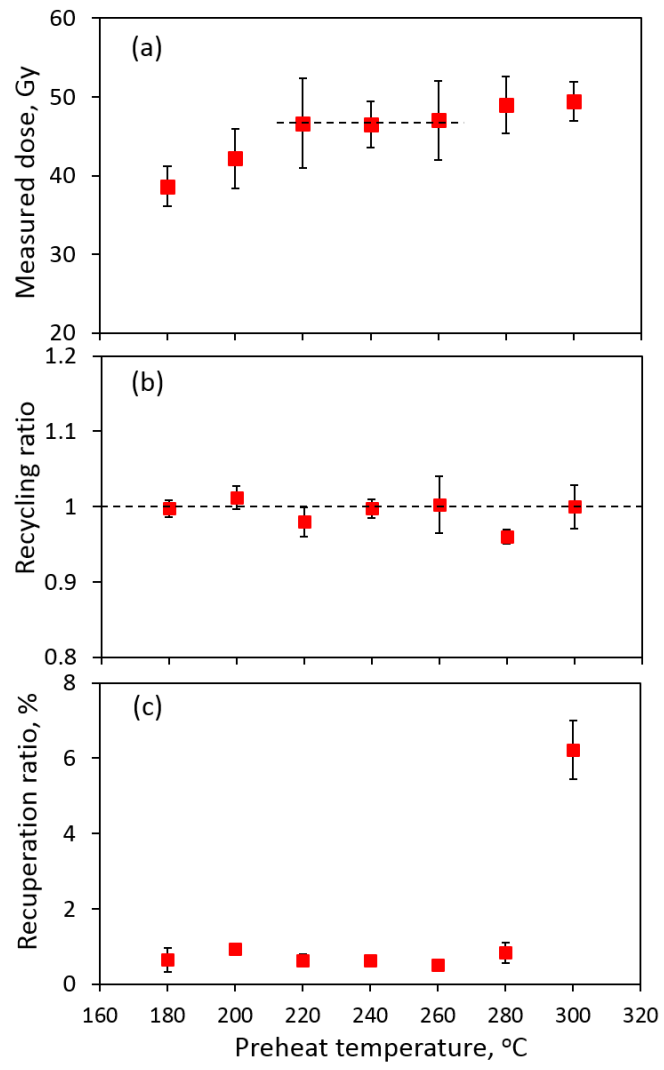 (a)
Measured dose, Gy
60
50
40
30
20
(b)
Recycling ratio
1.2
1.1
1
0.9
0.8
(c)
Recuperation ratio, %
8
6
4
2
0
160 180 200 220 240 260 280 300 320
Preheat temperature, °C